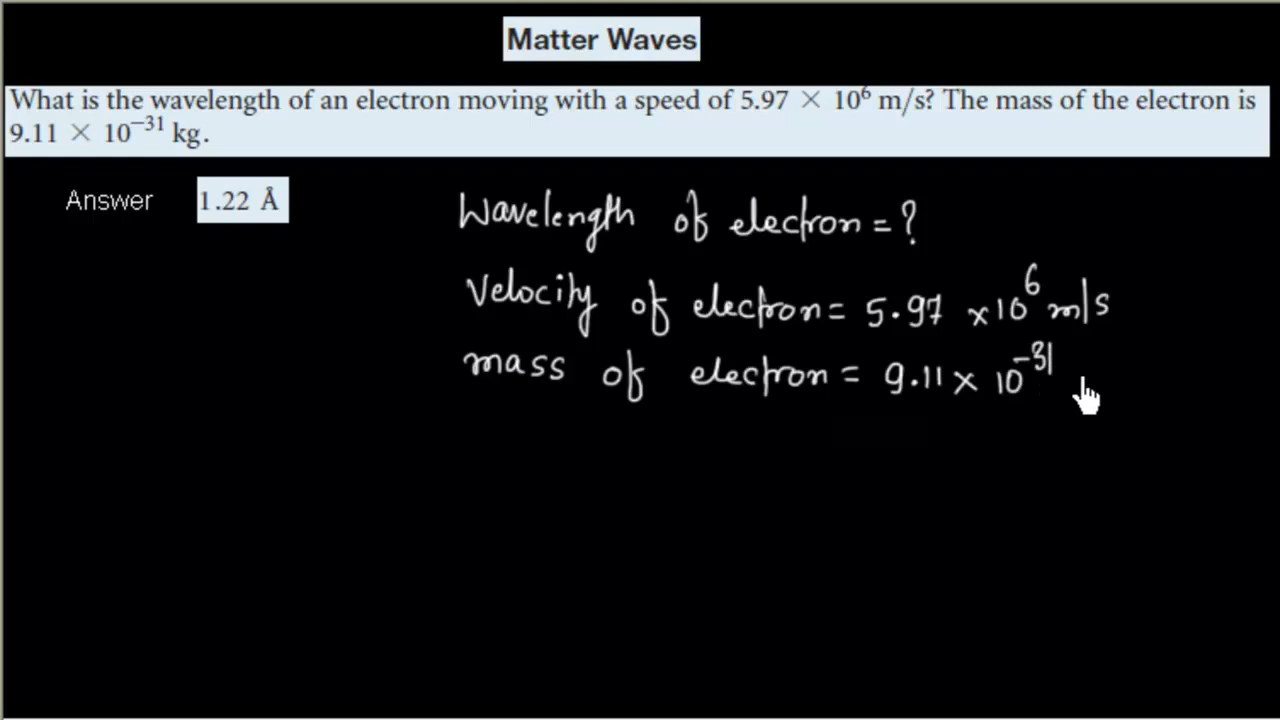 Matter Waves
What is the wavelength of an electron moving with a speed of 5.97 × 10⁶ m/s? The mass of the electron is
9.11 × 10⁻³¹ kg.
Answer 1.22 Å
Wavelength of electron = ?
Velocity of electron = 5.97 × 10⁶ m/s
mass of electron = 9.11 × 10⁻³¹